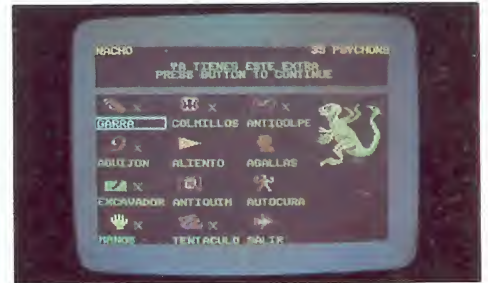 NACHO 35 PSYCHONS
YA TIENES ESTE EXTRA
PRESS BUTTON TO CONTINUE
GARRA COLMILLOS ANTIGOLPE
AGUIJON ALIENTO AGALLAS
EXCAVADOR ANTIQUIM AUTOCURA
MANOS TENTACULO SALIR